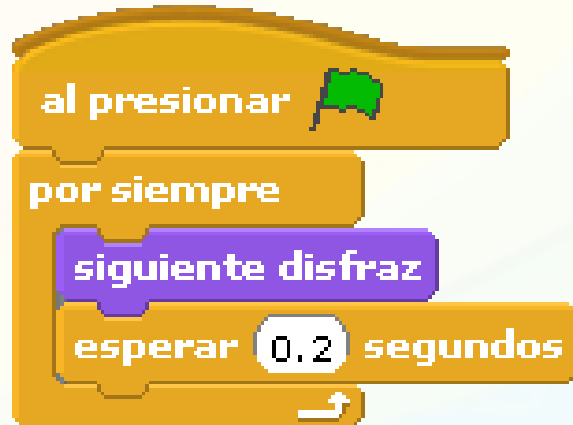 al presionar
por siempre
siguiente disfraz
esperar 0.2 segundos